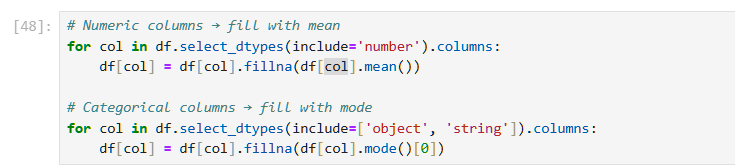 [48]:
# Numeric columns → fill with mean
for col in df.select_dtypes(include='number').columns:
    df[col] = df[col].fillna(df[col].mean())

# Categorical columns → fill with mode
for col in df.select_dtypes(include=['object', 'string']).columns:
    df[col] = df[col].fillna(df[col].mode()[0])